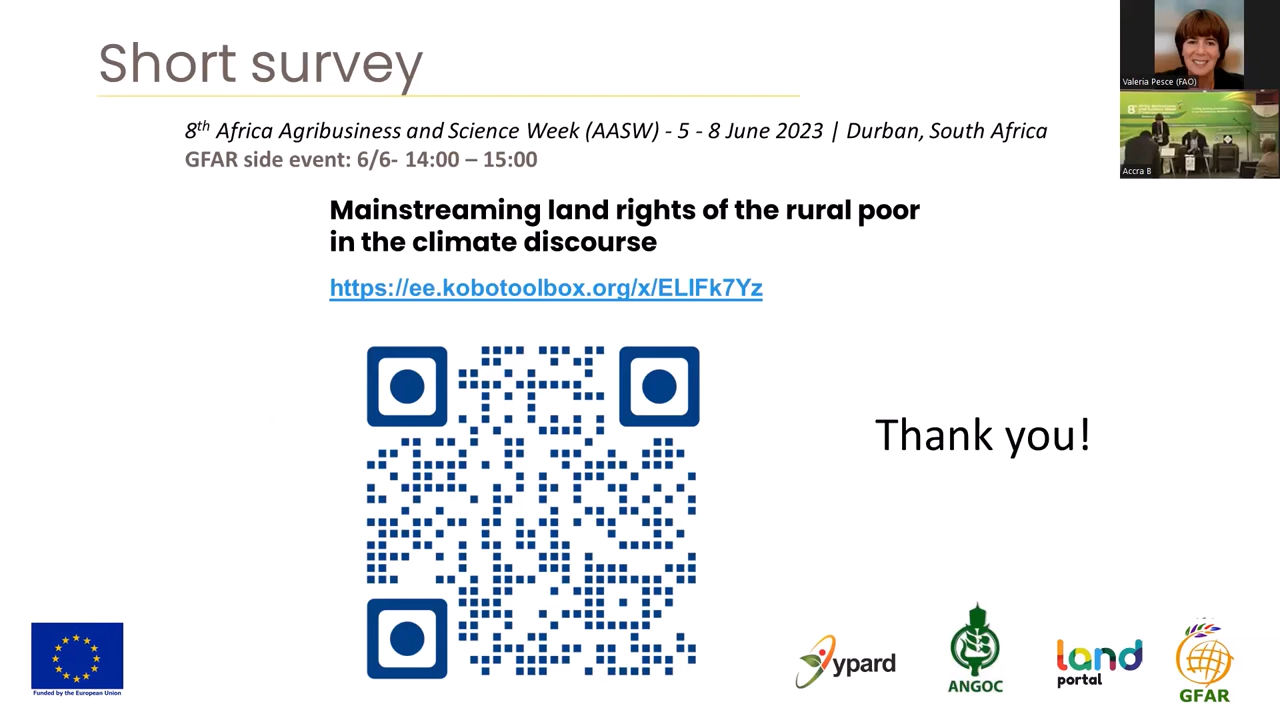 Short survey
8th Africa Agribusiness and Science Week (AASW) - 5 - 8 June 2023 | Durban, South Africa
GFAR side event: 6/6- 14:00 – 15:00
Mainstreaming land rights of the rural poor
in the climate discourse
https://ee.kobotoolbox.org/x/ELIFk7Yz
Thank you!
Valeria Pesce (FAO)
Accra B
Funded by the European Union
ypard
ANGOC
land
portal
GFAR